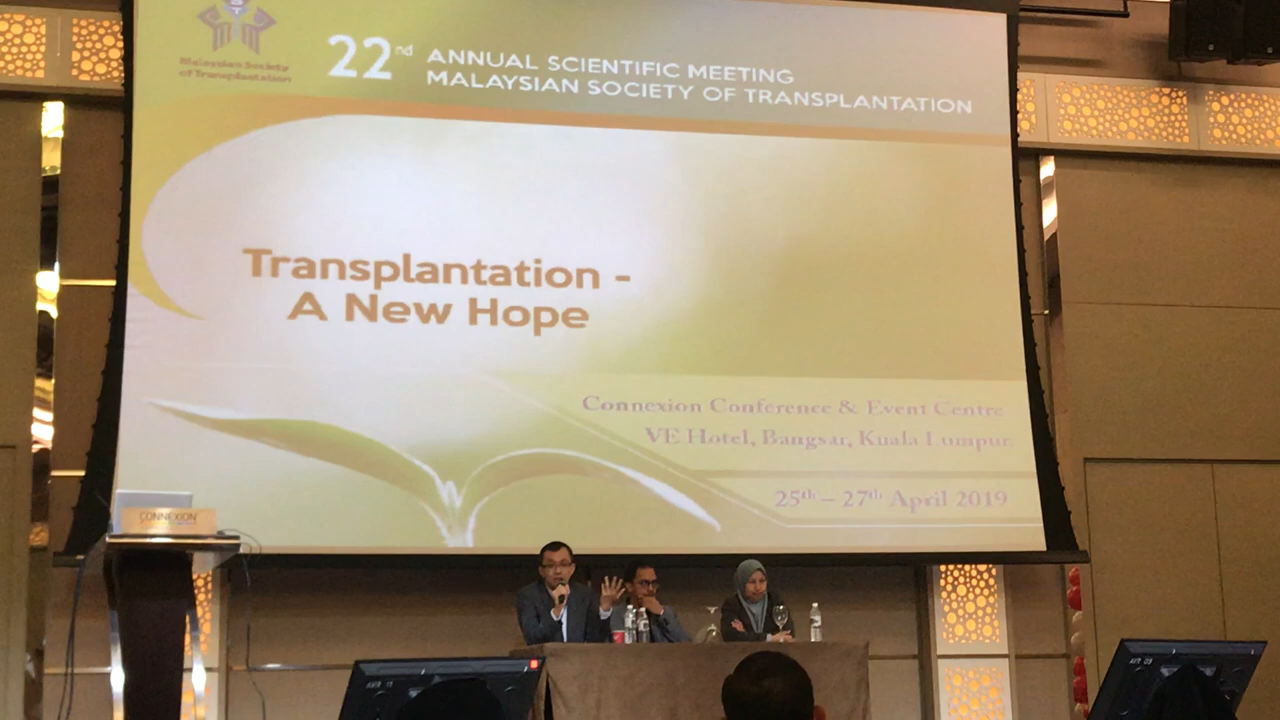 Malaysian Society
of Transplantation
22nd ANNUAL SCIENTIFIC MEETING
MALAYSIAN SOCIETY OF TRANSPLANTATION
Transplantation -
A New Hope
Connexion Conference & Event Centre
VE Hotel, Bangsar, Kuala Lumpur
25th – 27th April 2019
CONNEXION